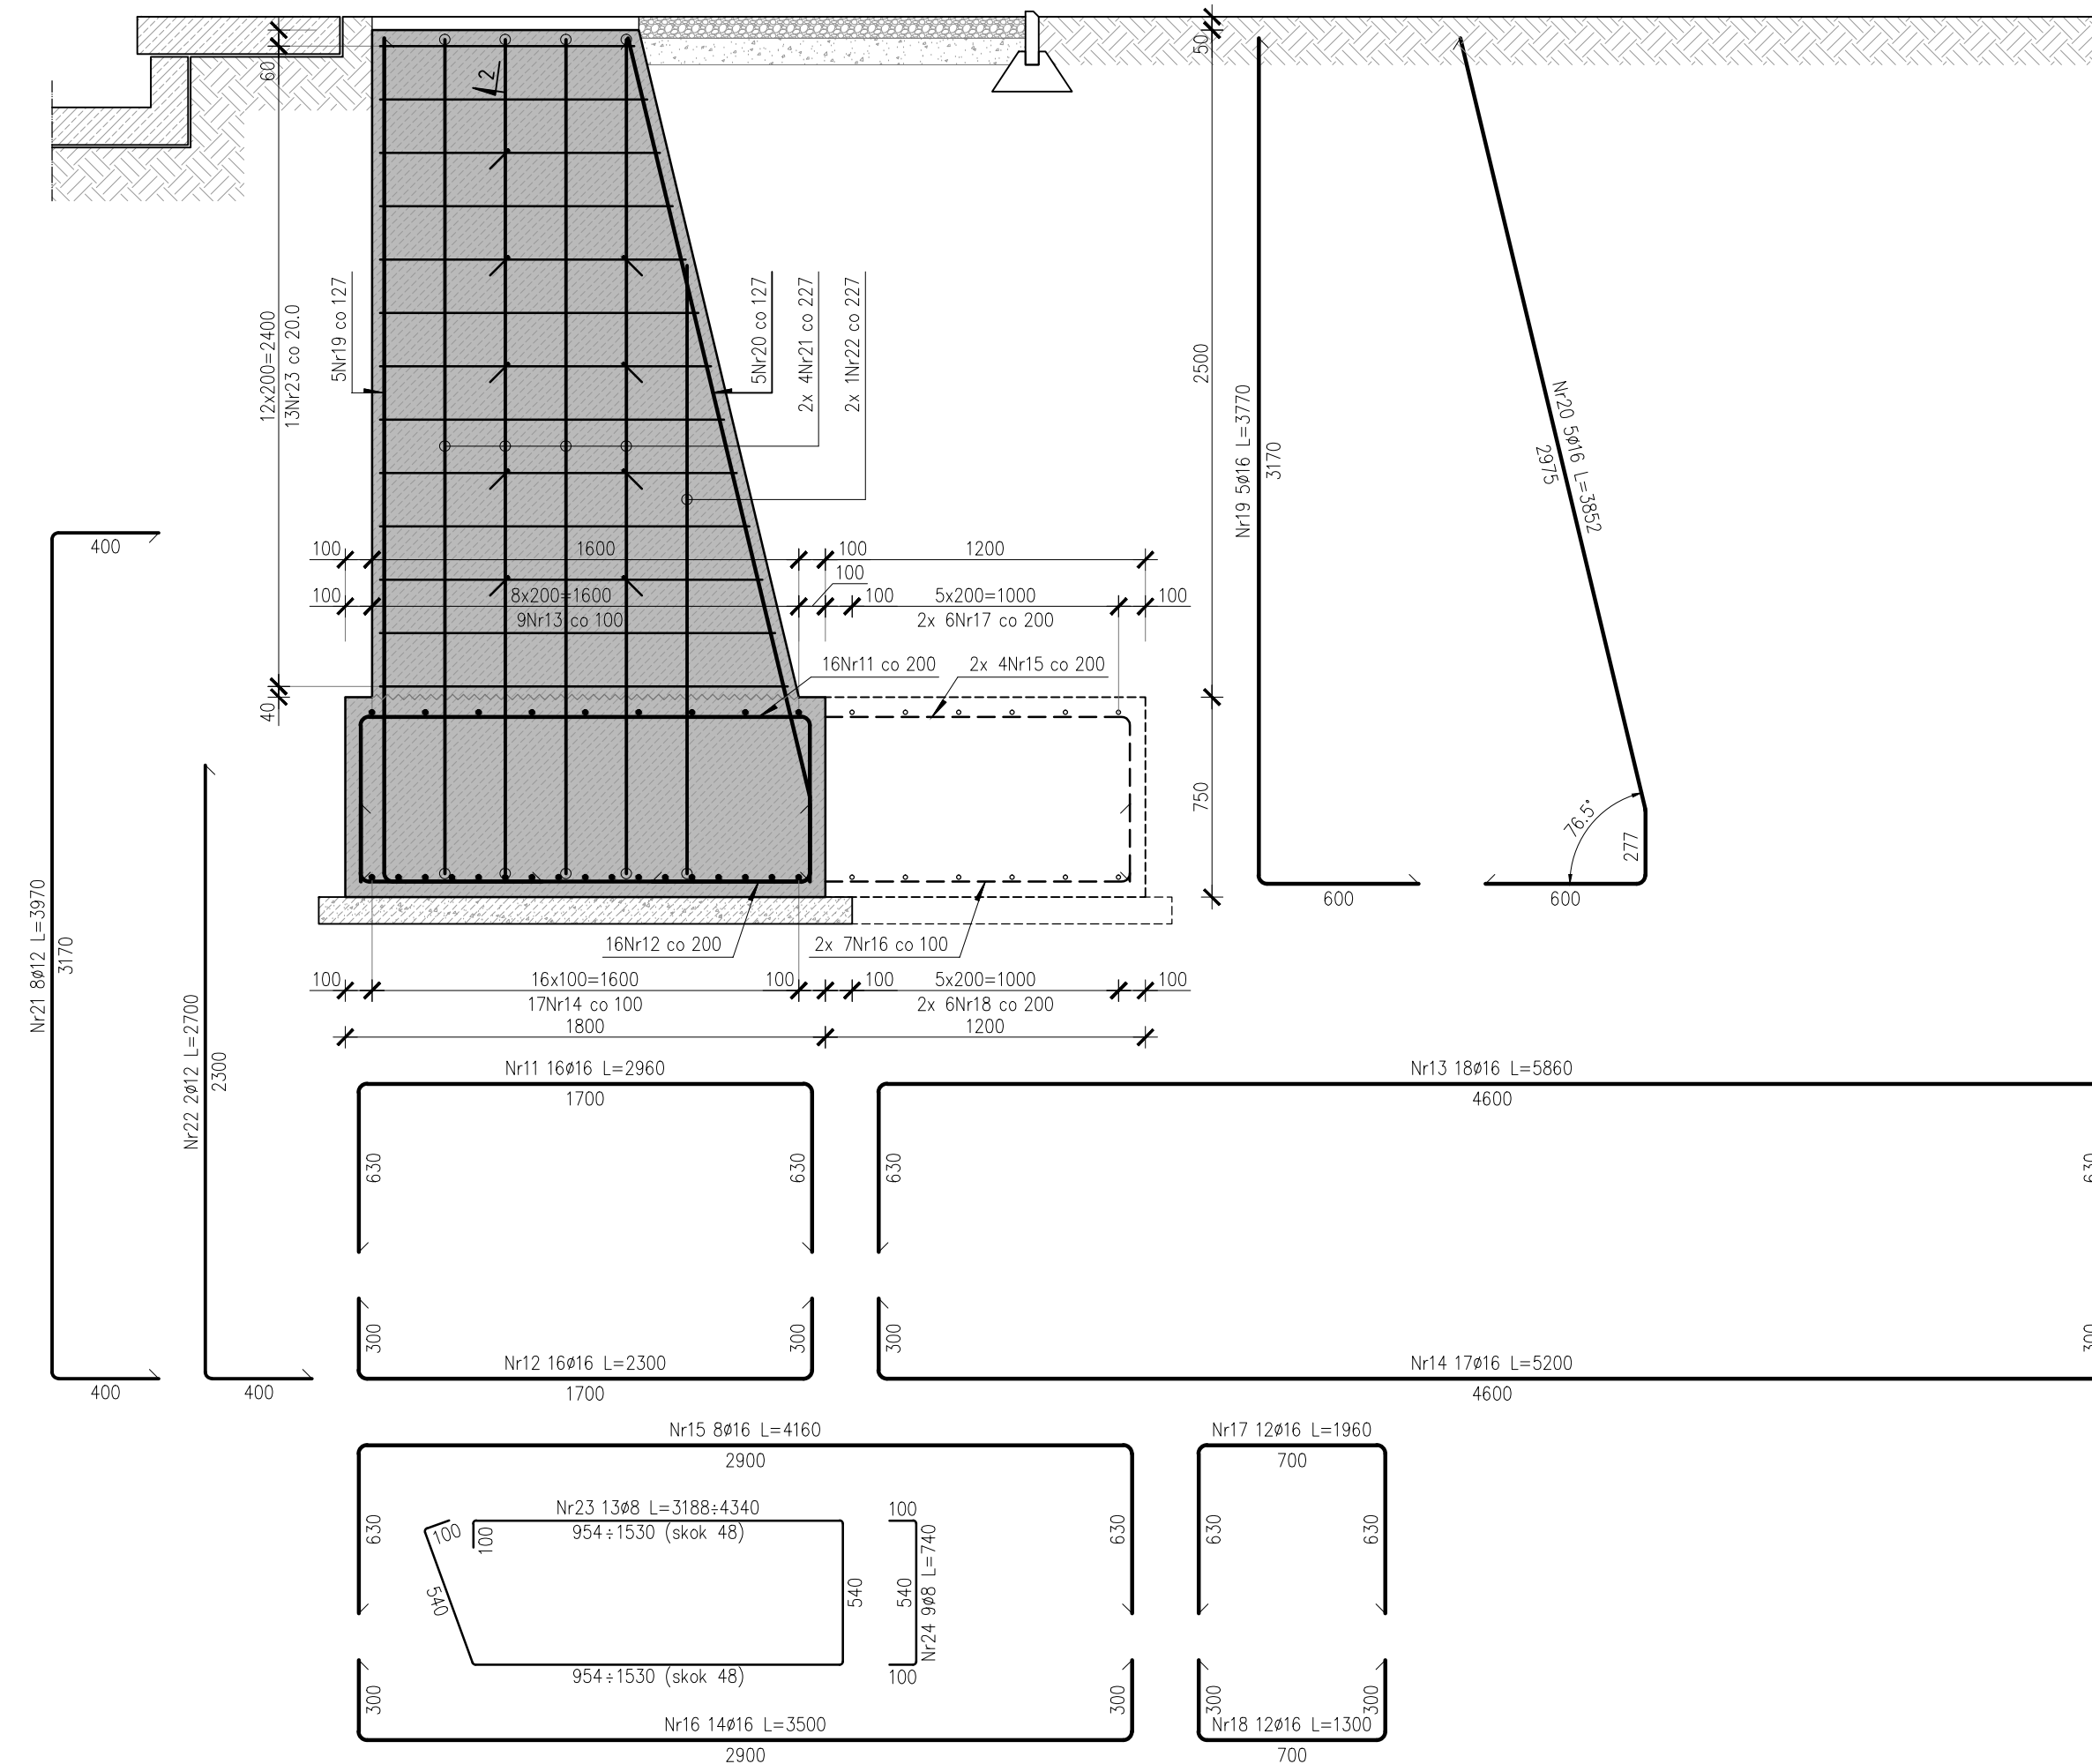 60
50
2
12x200=2400
13Nr23 co 20.0
5Nr19 co 127
5Nr20 co 127
2x 4Nr21 co 227
2x 1Nr22 co 227
2500
Nr19 5ø16 L=3770
3170
Nr20 5ø16 L=3852
2975
76.5°
277
600
600
400
100
1600
100
1200
100
100
8x200=1600
100
5x200=1000
100
9Nr13 co 100
2x 6Nr17 co 200
16Nr11 co 200
2x 4Nr15 co 200
40
750
Nr21 8ø12 L=3970
3170
400
Nr22 2ø12 L=2700
2300
400
16Nr12 co 200
2x 7Nr16 co 100
100
16x100=1600
100
100
5x200=1000
100
17Nr14 co 100
2x 6Nr18 co 200
1800
1200
Nr11 16ø16 L=2960
1700
630
630
Nr13 18ø16 L=5860
4600
630
630
300
300
Nr12 16ø16 L=2300
1700
300
300
Nr14 17ø16 L=5200
4600
Nr15 8ø16 L=4160
2900
630
630
Nr17 12ø16 L=1960
700
630
630
Nr23 13ø8 L=3188÷4340
954÷1530 (skok 48)
100
100
540
540
954÷1530 (skok 48)
100
540
Nr24 9ø8 L=740
100
300
300
Nr16 14ø16 L=3500
2900
300
300
Nr18 12ø16 L=1300
700